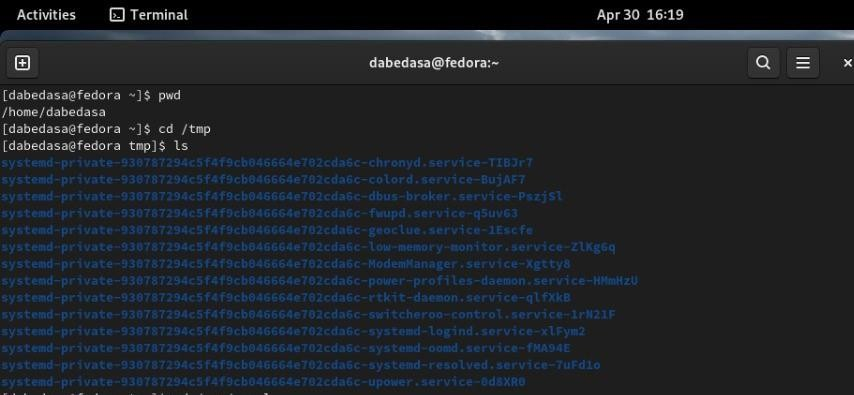 Activities Terminal Apr 30 16:19
dabedasa@fedora:~
[dabedasa@fedora ~]$ pwd
/home/dabedasa
[dabedasa@fedora ~]$ cd /tmp
[dabedasa@fedora tmp]$ ls
systemd-private-930787294c5f4f9cb046664e702cda6c-chronyd.service-TIBJr7
systemd-private-930787294c5f4f9cb046664e702cda6c-colord.service-BujAF7
systemd-private-930787294c5f4f9cb046664e702cda6c-dbus-broker.service-PszjSl
systemd-private-930787294c5f4f9cb046664e702cda6c-fwupd.service-q5uv63
systemd-private-930787294c5f4f9cb046664e702cda6c-geoclue.service-1Escfe
systemd-private-930787294c5f4f9cb046664e702cda6c-low-memory-monitor.service-ZlKg6q
systemd-private-930787294c5f4f9cb046664e702cda6c-ModemManager.service-Xgtty8
systemd-private-930787294c5f4f9cb046664e702cda6c-power-profiles-daemon.service-HMmHzU
systemd-private-930787294c5f4f9cb046664e702cda6c-rtkit-daemon.service-qlfXkB
systemd-private-930787294c5f4f9cb046664e702cda6c-switcheroo-control.service-1rN21F
systemd-private-930787294c5f4f9cb046664e702cda6c-systemd-logind.service-xlFym2
systemd-private-930787294c5f4f9cb046664e702cda6c-systemd-oomd.service-fMA94E
systemd-private-930787294c5f4f9cb046664e702cda6c-systemd-resolved.service-7uFd1o
systemd-private-930787294c5f4f9cb046664e702cda6c-upower.service-0d8XR0